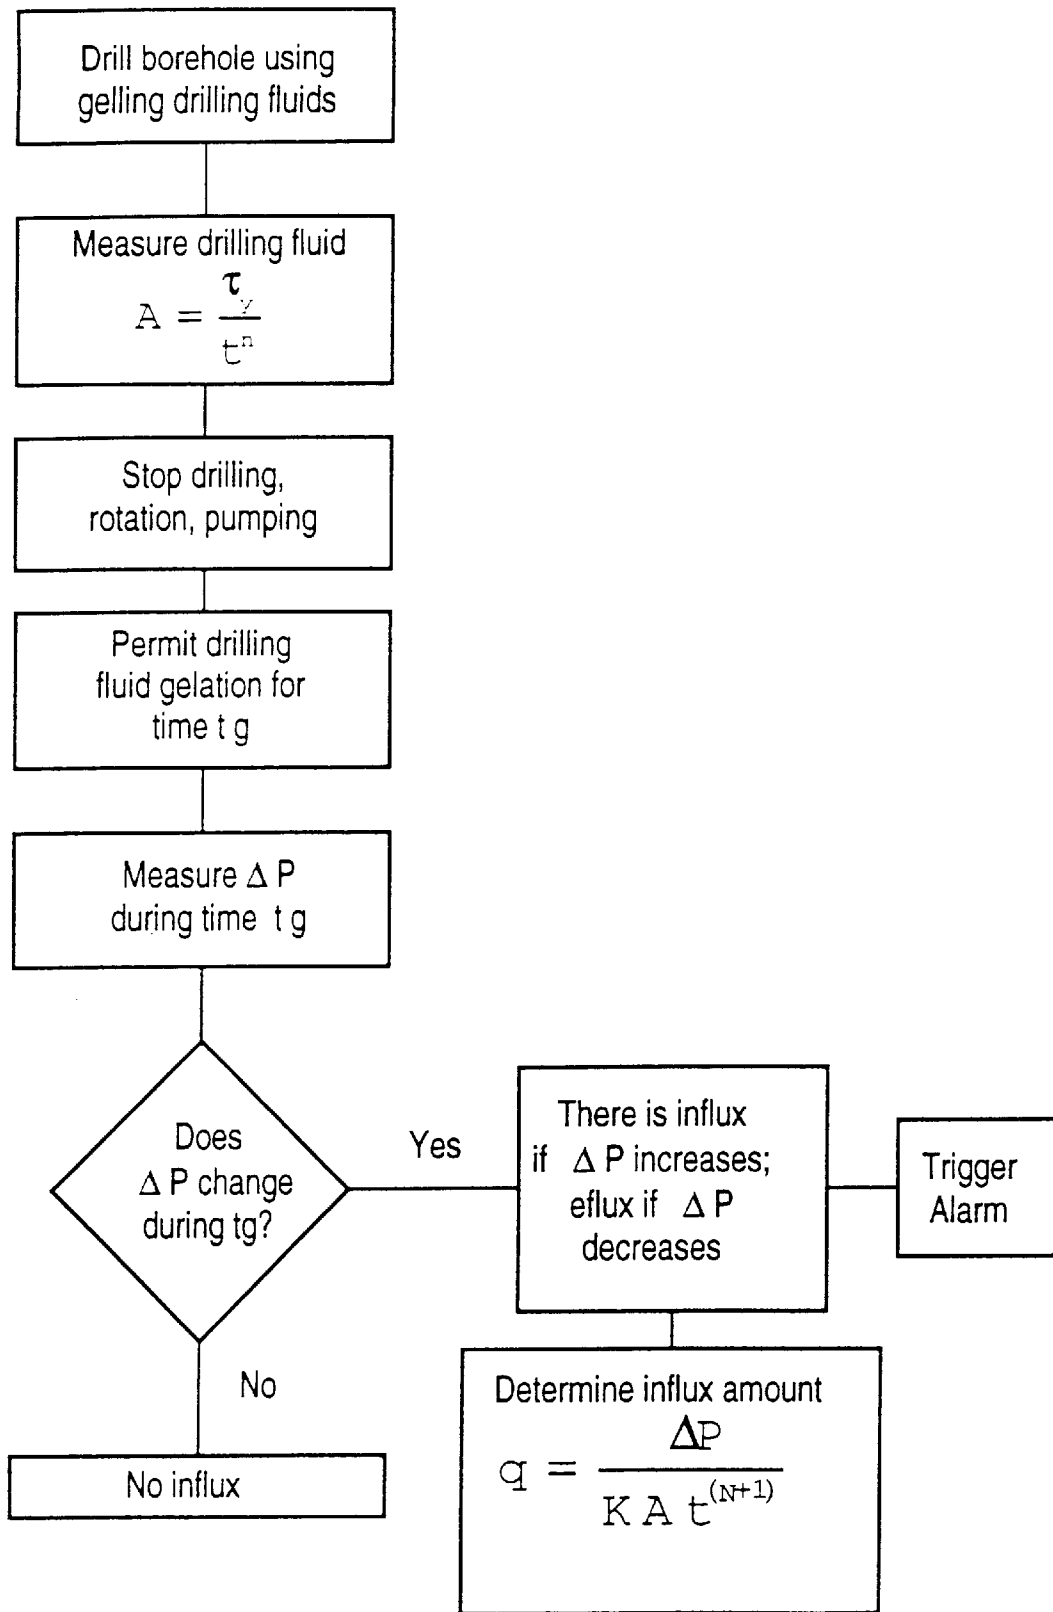 Drill borehole using
gelling drilling fluids
Measure drilling fluid
A = τ_y / t^n
Stop drilling,
rotation, pumping
Permit drilling
fluid gelation for
time t g
Measure Δ P
during time t g
Does
Δ P change
during tg?
Yes
No
No influx
There is influx
if Δ P increases;
eflux if Δ P
decreases
Trigger
Alarm
Determine influx amount
q = ΔP / K A t^(N+1)